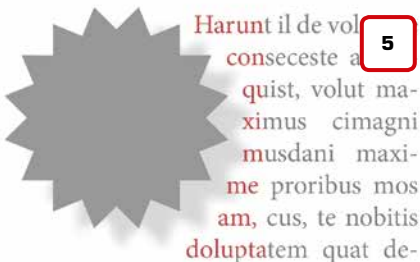 Harunt il de vol
5
conseceste a
quist, volut ma-
ximus cimagni
musdani maxi-
me proribus mos
am, cus, te nobitis
doluptatem quat de-